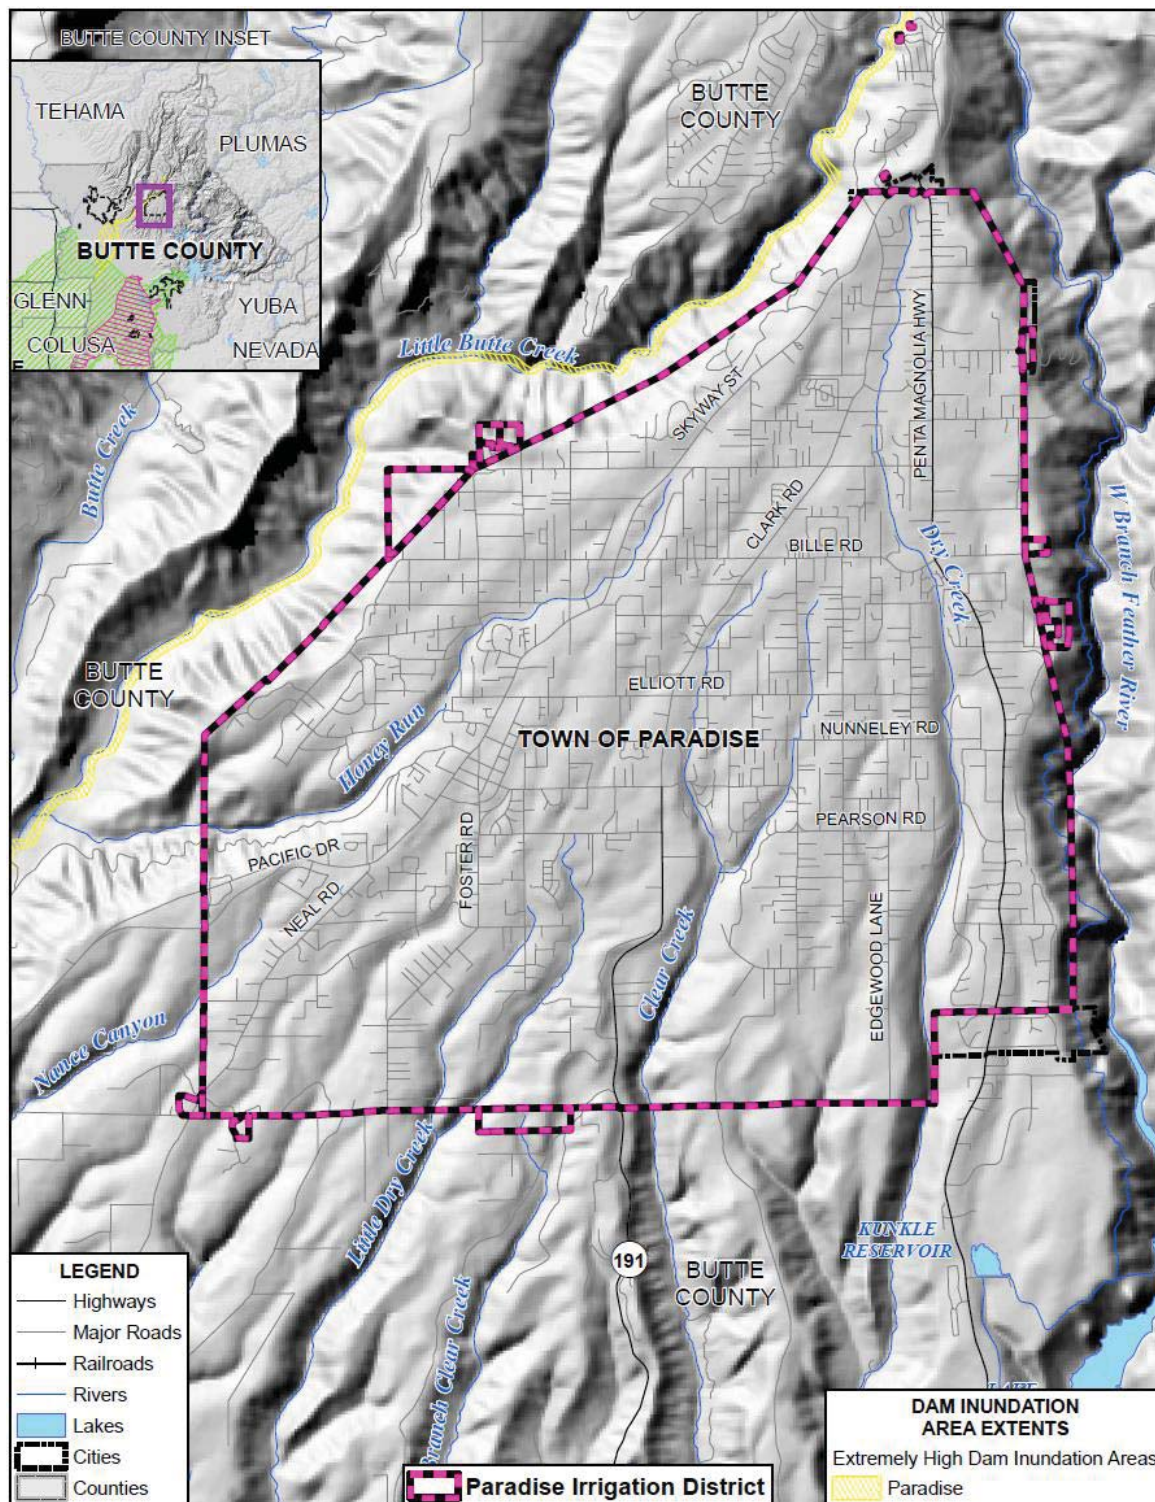 BUTTE COUNTY INSET
TEHAMA
PLUMAS
BUTTE COUNTY
GLENN
COLUSA
YUBA
NEVADA
E
BUTTE
COUNTY
Little Butte Creek
Butte Creek
SKYWAY ST
PENTA MAGNOLIA HWY
CLARK RD
BILLE RD
Dry Creek
W Branch Feather River
BUTTE
COUNTY
ELLIOTT RD
Honey Run
TOWN OF PARADISE
NUNNELEY RD
PEARSON RD
PACIFIC DR
FOSTER RD
NEAL RD
EDGEWOOD LANE
Clear Creek
Nance Canyon
Little Dry Creek
KUNKLE
RESERVOIR
191
BUTTE
COUNTY
Branch Clear Creek
LEGEND
Highways
Major Roads
Railroads
Rivers
Lakes
Cities
Counties
Paradise Irrigation District
DAM INUNDATION
AREA EXTENTS
Extremely High Dam Inundation Areas
Paradise